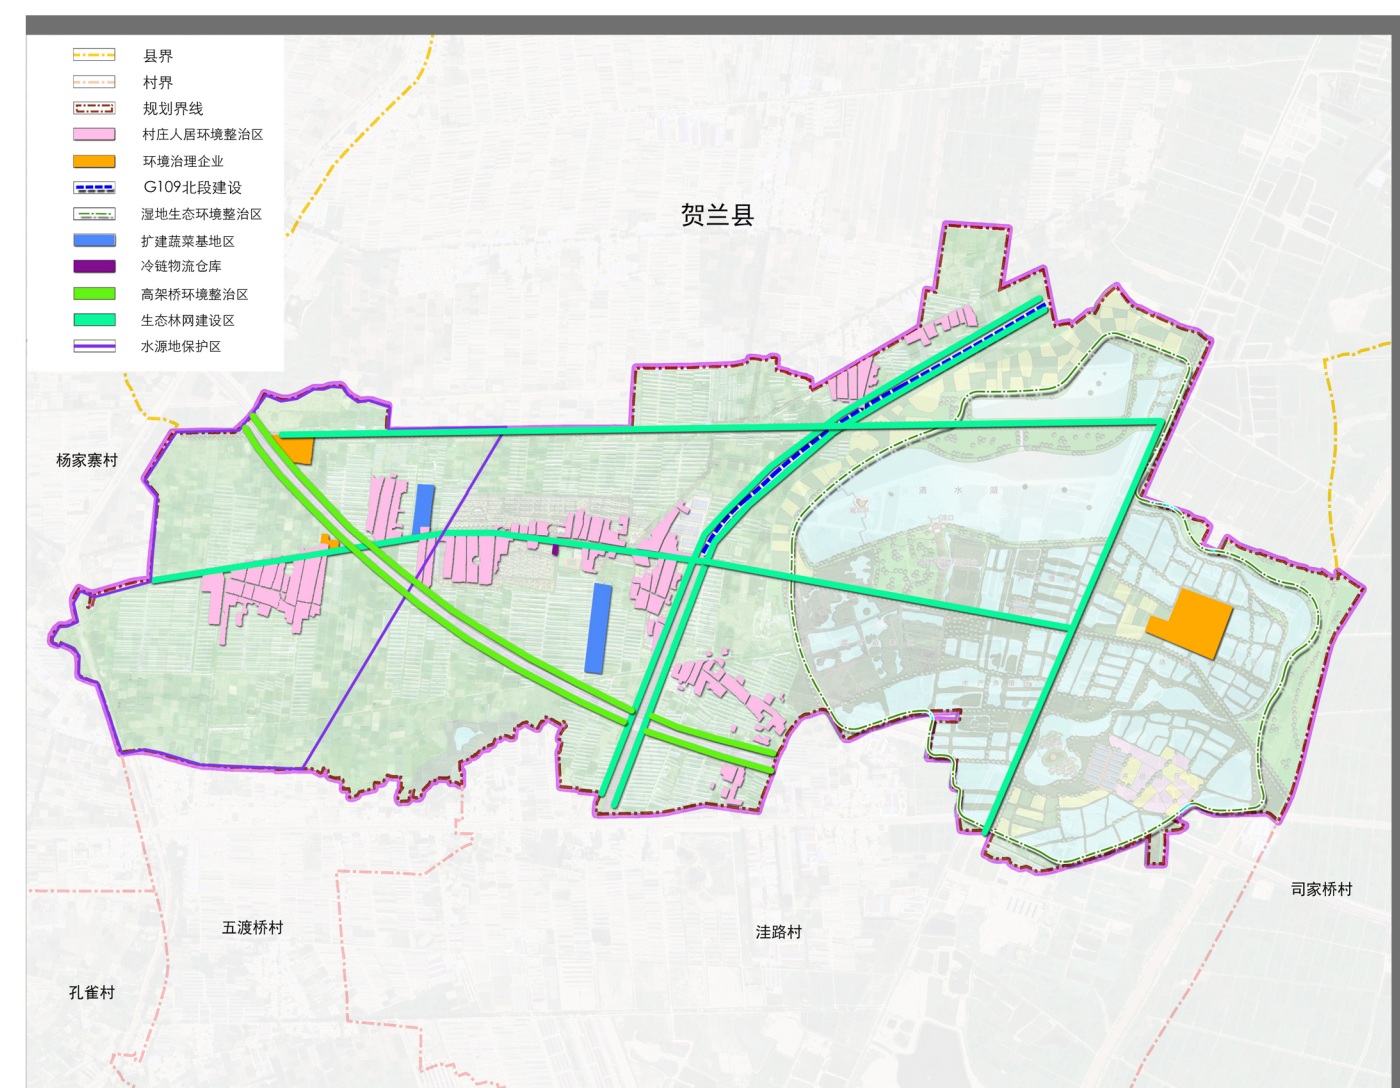 县界
村界
规划界线
村庄人居环境整治区
环境治理企业
G109北段建设
湿地生态环境整治区
扩建蔬菜基地区
冷链物流仓库
高架桥环境整治区
生态林网建设区
水源地保护区
贺兰县
杨家寨村
清水湖
五渡桥村
洼路村
司家桥村
孔雀村